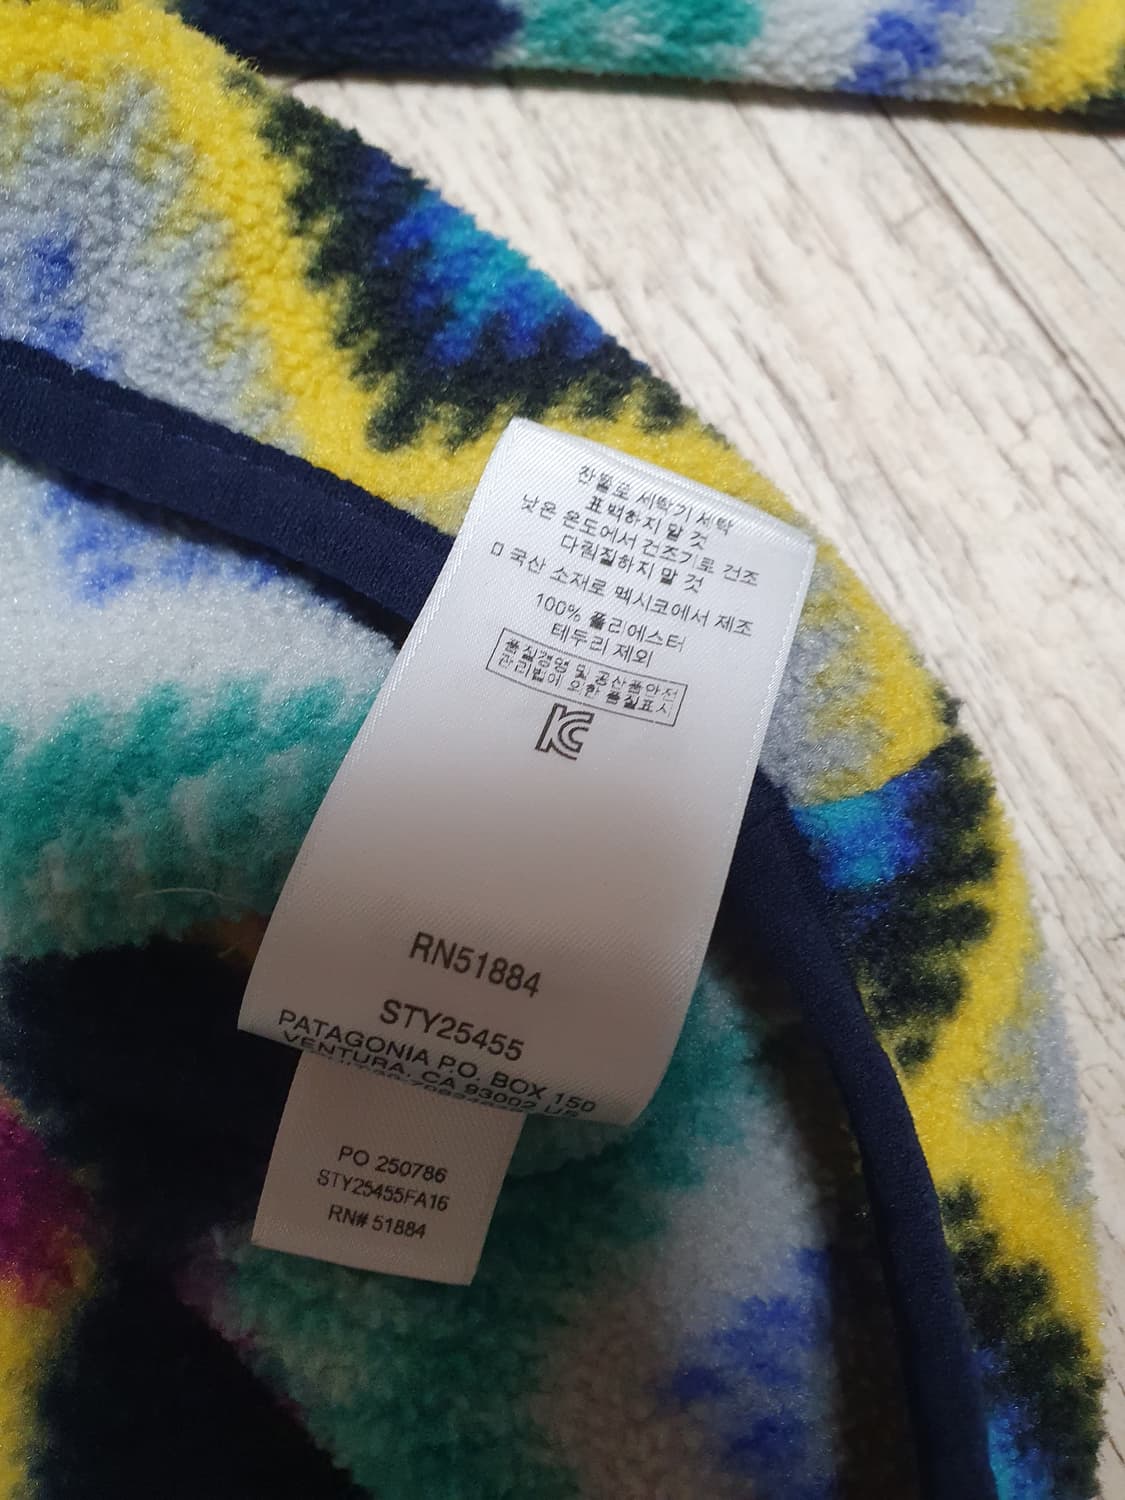 찬물로 세탁기 세탁
표백하지 말 것
낮은 온도에서 건조기로 건조
다림질하지 말 것
미국산 소재로 멕시코에서 제조
100% 폴리에스터
테두리 제외
품질경영 및 공산품안전
관리법에 의한 품질표시
KC
RN51884
STY25455
PATAGONIA P.O. BOX 150
VENTURA, CA 93002 US
PO 250786
STY25455FA16
RN# 51884